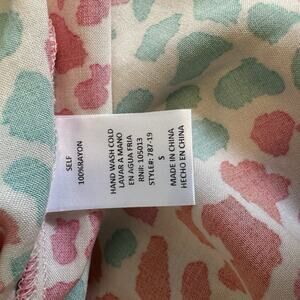 SELF
100%RAYON
HAND WASH COLD
LAVAR A MANO
EN AGUA FRIA
RN#: 105013
STYLE#: 787-19
S
MADE IN CHINA
HECHO EN CHINA